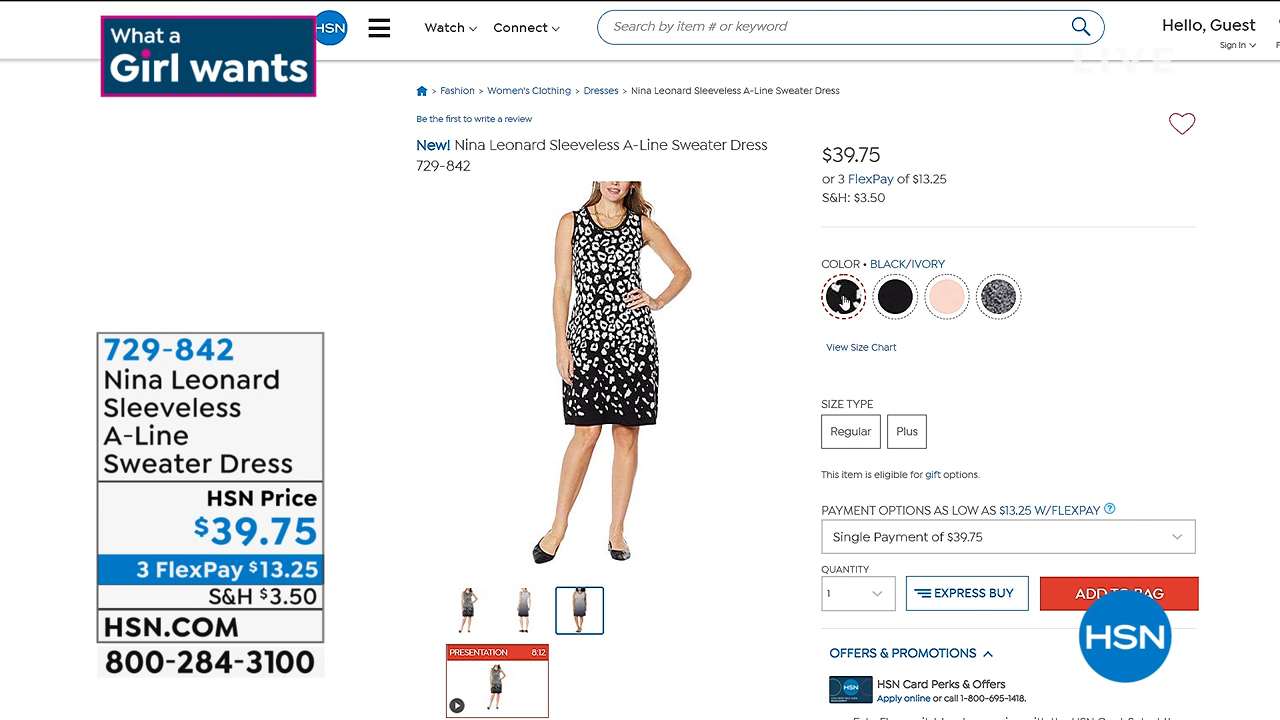 What a
Girl wants
HSN
Watch
Connect
Search by item # or keyword
Hello, Guest
Sign In
LIVE
> Fashion > Women's Clothing > Dresses > Nina Leonard Sleeveless A-Line Sweater Dress
Be the first to write a review
New! Nina Leonard Sleeveless A-Line Sweater Dress
729-842
$39.75
or 3 FlexPay of $13.25
S&H: $3.50
COLOR • BLACK/IVORY
View Size Chart
SIZE TYPE
Regular
Plus
This item is eligible for gift options.
PAYMENT OPTIONS AS LOW AS $13.25 W/FLEXPAY ?
Single Payment of $39.75
QUANTITY
1
EXPRESS BUY
ADD TO BAG
HSN
OFFERS & PROMOTIONS
HSN
HSN Card Perks & Offers
Apply online or call 1-800-695-1418.
PRESENTATION 8:12
729-842
Nina Leonard
Sleeveless
A-Line
Sweater Dress
HSN Price
$39.75
3 FlexPay $13.25
S&H $3.50
HSN.COM
800-284-3100